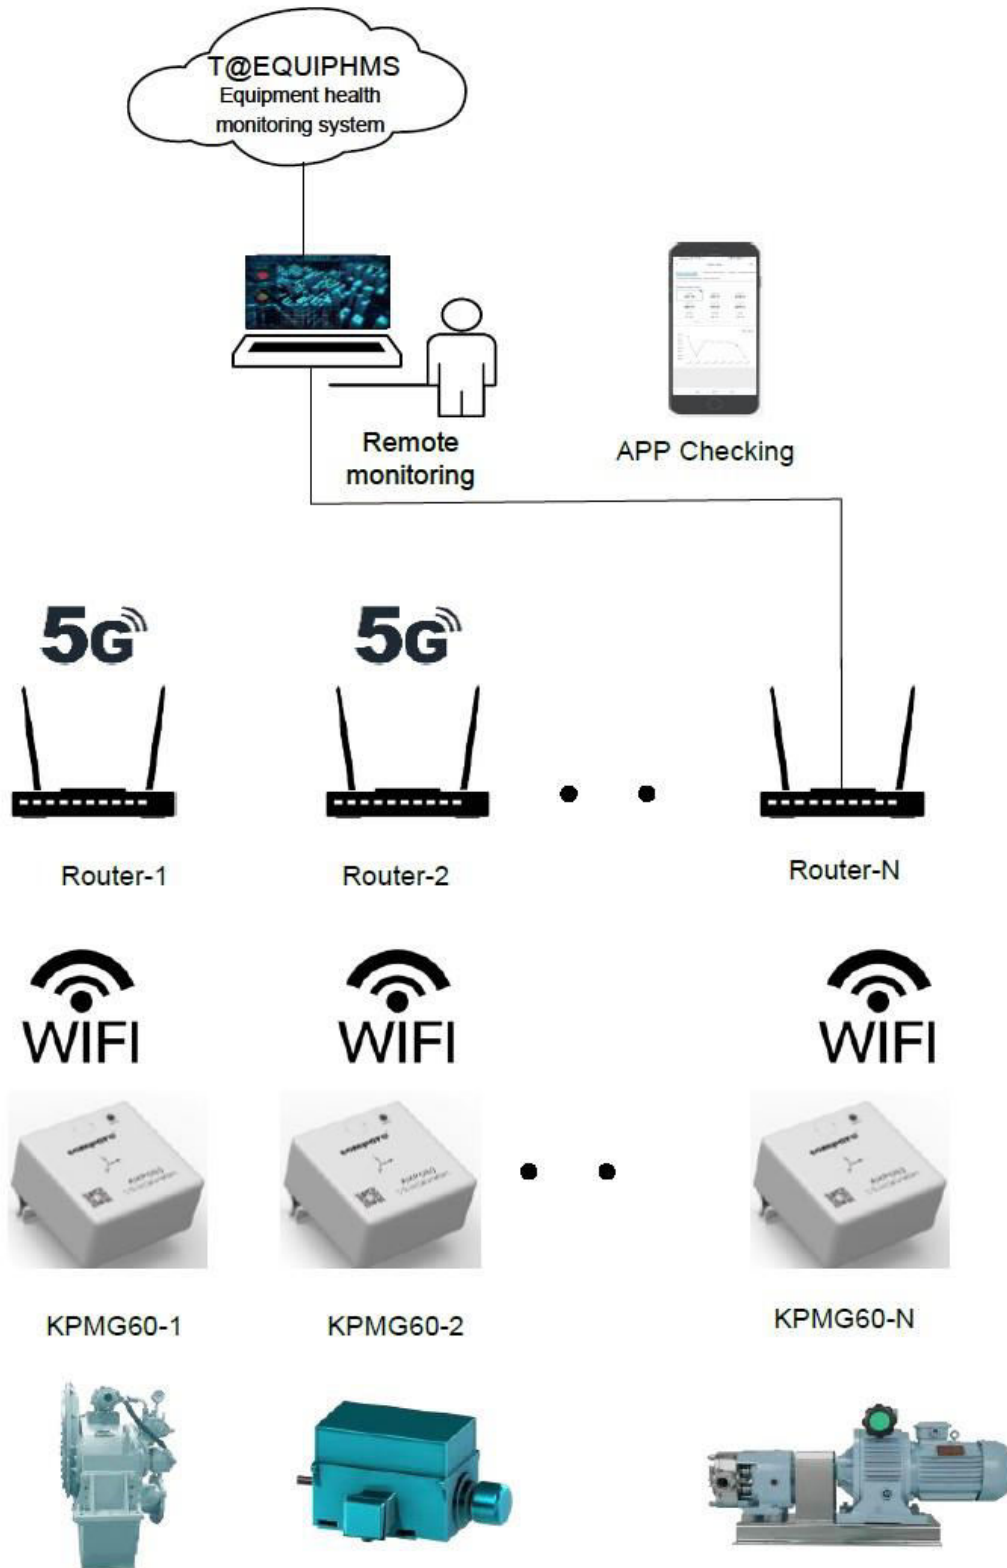 T@EQUIPHMS
Equipment health
monitoring system
Remote
monitoring
APP Checking
5G
5G
Router-1
Router-2
Router-N
WIFI
WIFI
WIFI
KPMG60-1
KPMG60-2
KPMG60-N